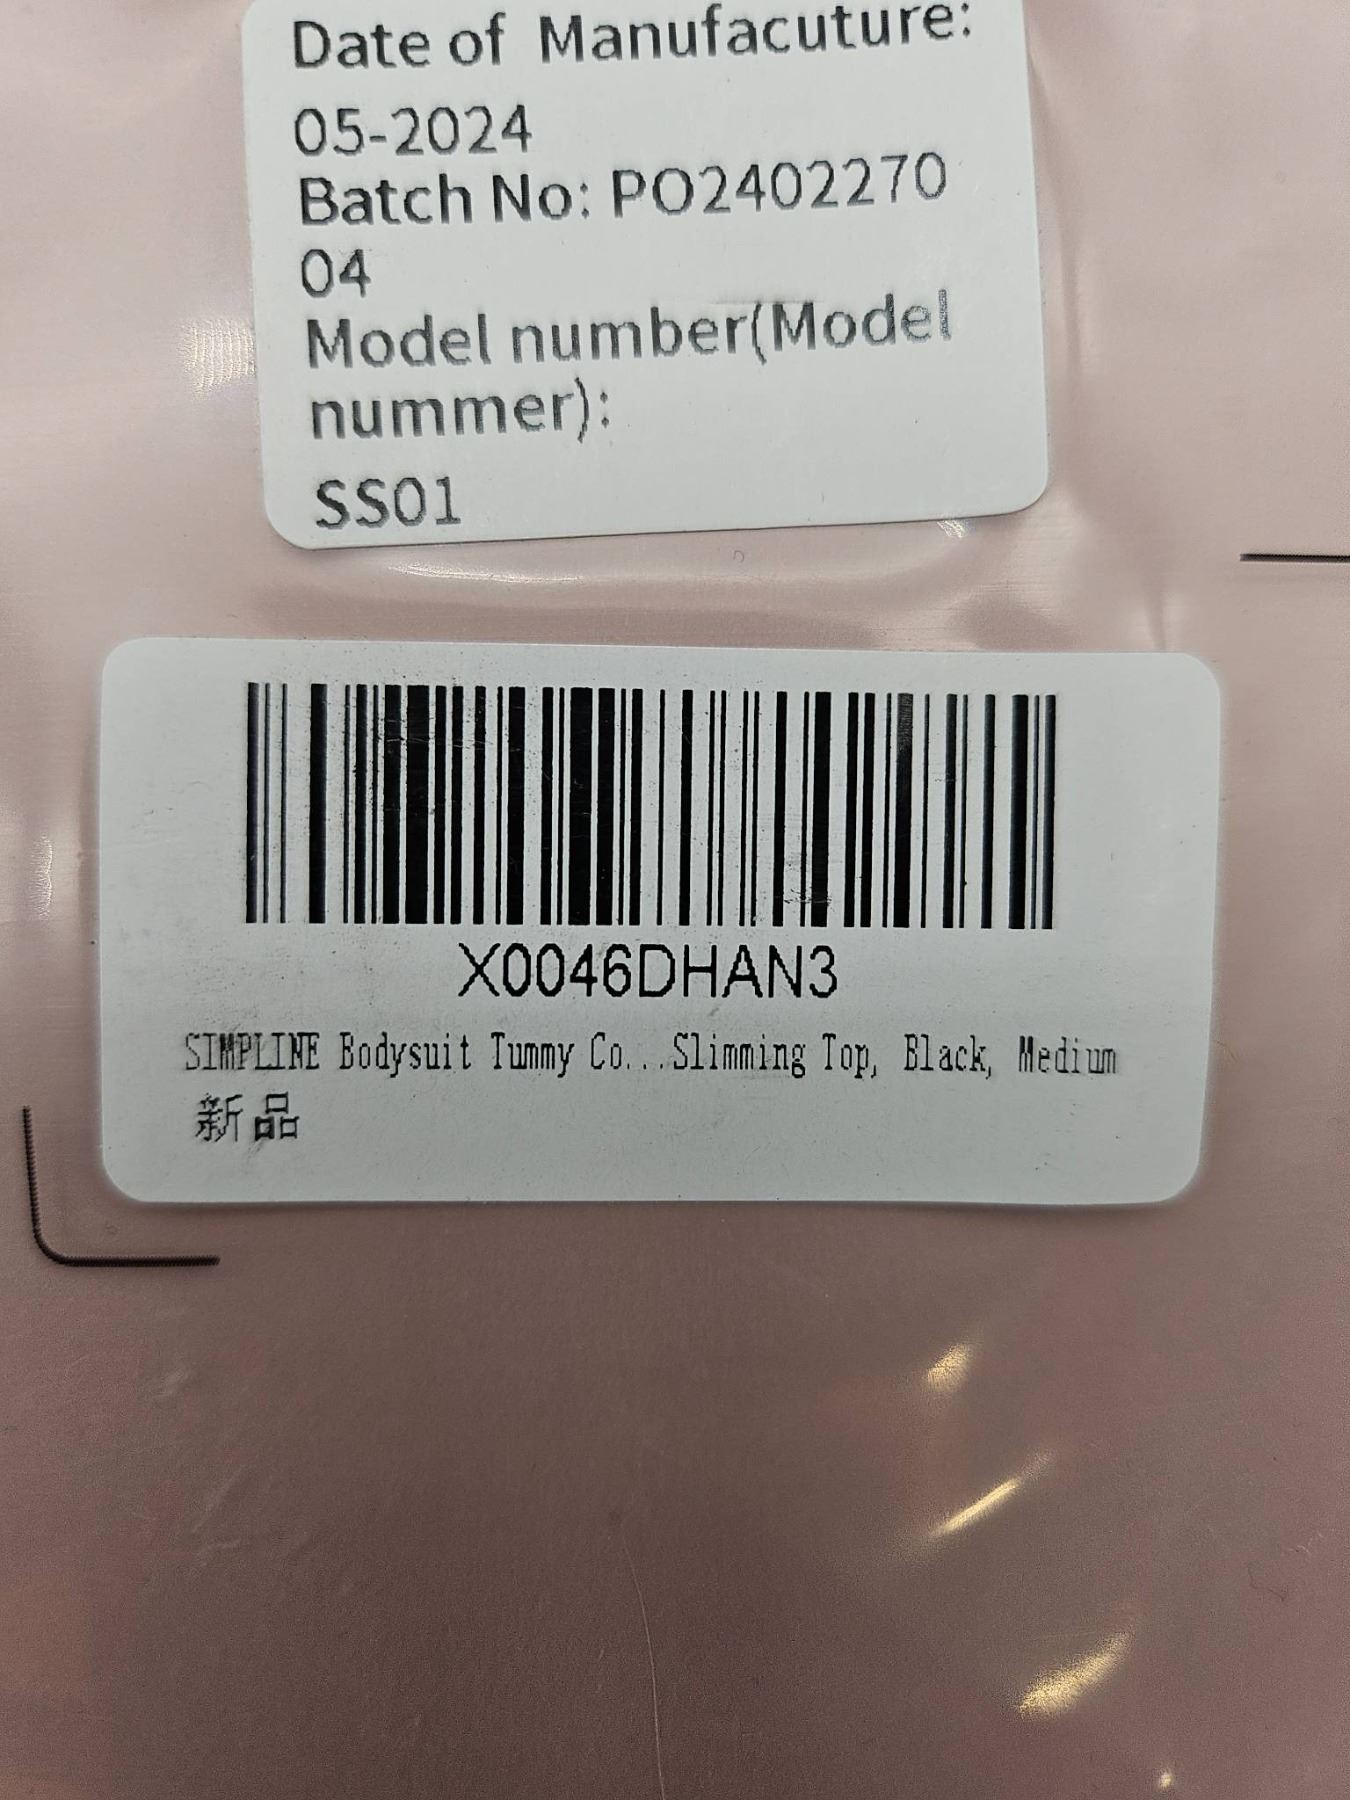 Date of Manufacuture:
05-2024
Batch No: PO2402270
04
Model number(Model
nummer):
SS01
X0046DHAN3
SIMPLINE Bodysuit Tummy Co...Slimming Top, Black, Medium
新品